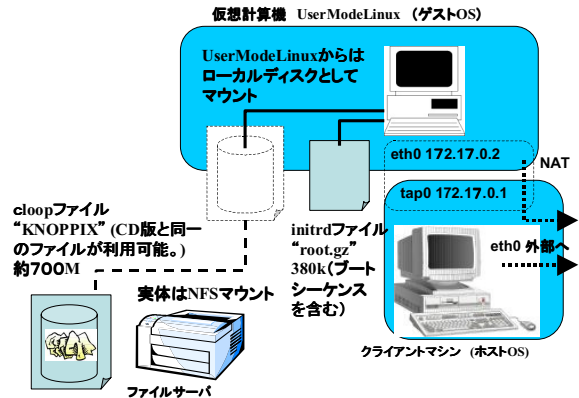 仮想計算機 UserModeLinux (ゲストOS)
UserModeLinuxからは
ローカルディスクとして
マウント
eth0 172.17.0.2
NAT
tap0 172.17.0.1
eth0 外部へ
cloopファイル
“KNOPPIX” (CD版と同一
のファイルが利用可能。)
約700M
initrdファイル
“root.gz”
380k(ブート
シーケンス
を含む)
実体はNFSマウント
クライアントマシン (ホストOS)
ファイルサーバ